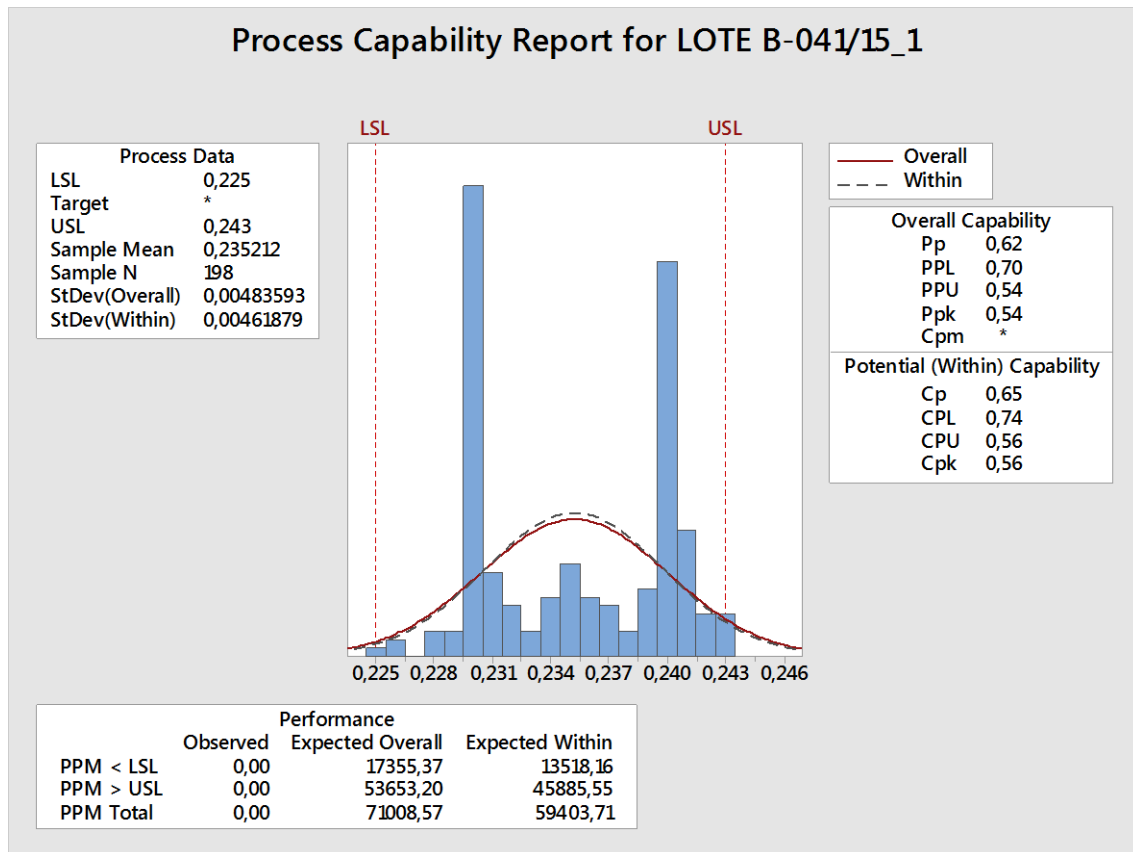 Process Capability Report for LOTE B-041/15_1
LSL USL
Process Data
LSL 0,225
Target *
USL 0,243
Sample Mean 0,235212
Sample N 198
StDev(Overall) 0,00483593
StDev(Within) 0,00461879
Overall
Within
Overall Capability
Pp 0,62
PPL 0,70
PPU 0,54
Ppk 0,54
Cpm *
Potential (Within) Capability
Cp 0,65
CPL 0,74
CPU 0,56
Cpk 0,56
0,225 0,228 0,231 0,234 0,237 0,240 0,243 0,246
Performance
Observed Expected Overall Expected Within
PPM < LSL 0,00 17355,37 13518,16
PPM > USL 0,00 53653,20 45885,55
PPM Total 0,00 71008,57 59403,71